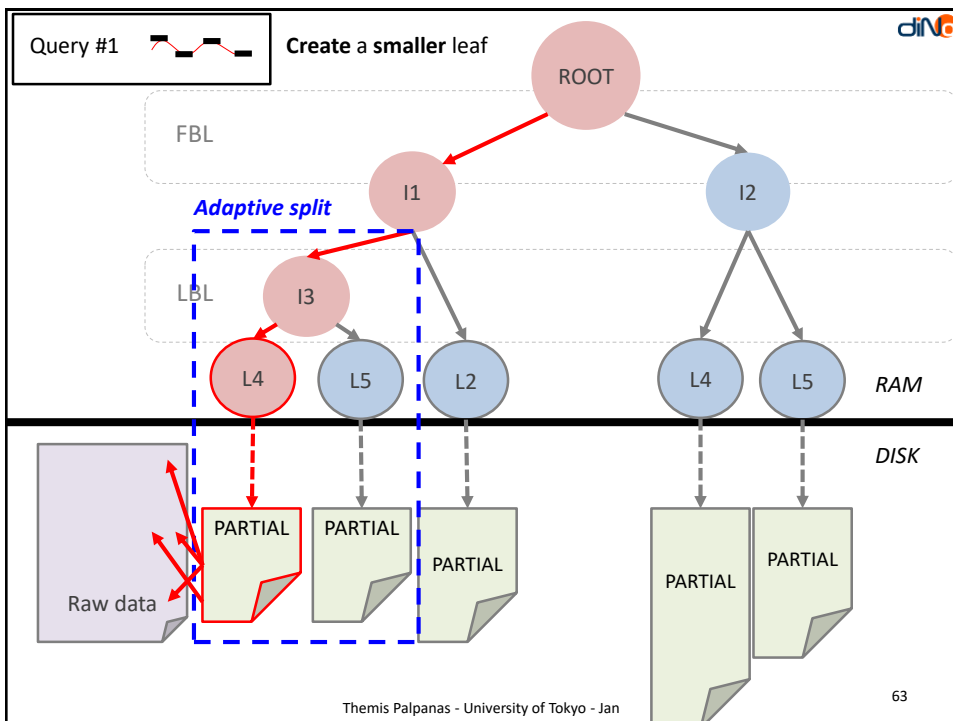 Query #1
Create a smaller leaf
diNo
ROOT
FBL
I1
I2
Adaptive split
LBL
I3
L4
L5
L2
L4
L5
RAM
DISK
PARTIAL
PARTIAL
PARTIAL
PARTIAL
PARTIAL
Raw data
Themis Palpanas - University of Tokyo - Jan
63